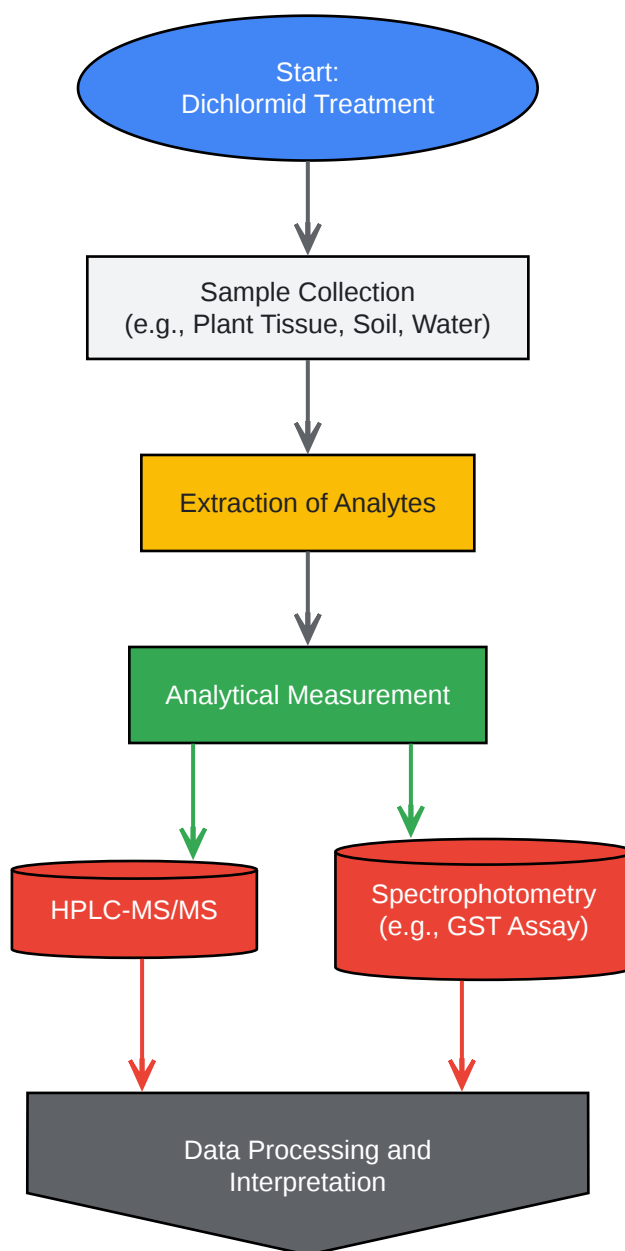 Start:
Dichlormid Treatment
Sample Collection
(e.g., Plant Tissue, Soil, Water)
Extraction of Analytes
Analytical Measurement
HPLC-MS/MS
Spectrophotometry
(e.g., GST Assay)
Data Processing and
Interpretation